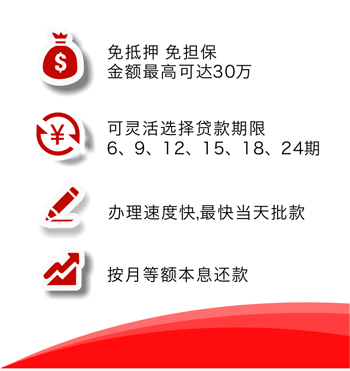 $
免抵押 免担保
金额最高可达30万
¥
可灵活选择贷款期限
6、9、12、15、18、24期
办理速度快,最快当天批款
按月等额本息还款